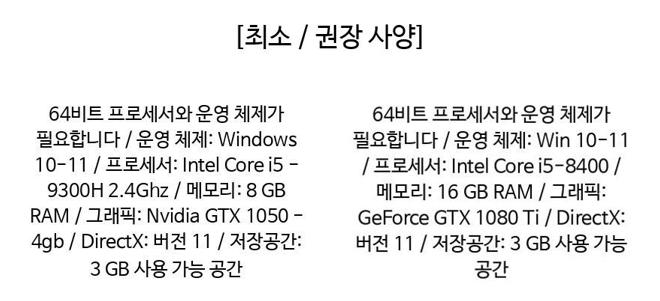 [최소 / 권장 사양]
64비트 프로세서와 운영 체제가
필요합니다 / 운영 체제: Windows
10-11 / 프로세서: Intel Core i5 -
9300H 2.4Ghz / 메모리: 8 GB
RAM / 그래픽: Nvidia GTX 1050 -
4gb / DirectX: 버전 11 / 저장공간:
3 GB 사용 가능 공간
64비트 프로세서와 운영 체제가
필요합니다 / 운영 체제: Win 10-11
/ 프로세서: Intel Core i5-8400 /
메모리: 16 GB RAM / 그래픽:
GeForce GTX 1080 Ti / DirectX:
버전 11 / 저장공간: 3 GB 사용 가능
공간